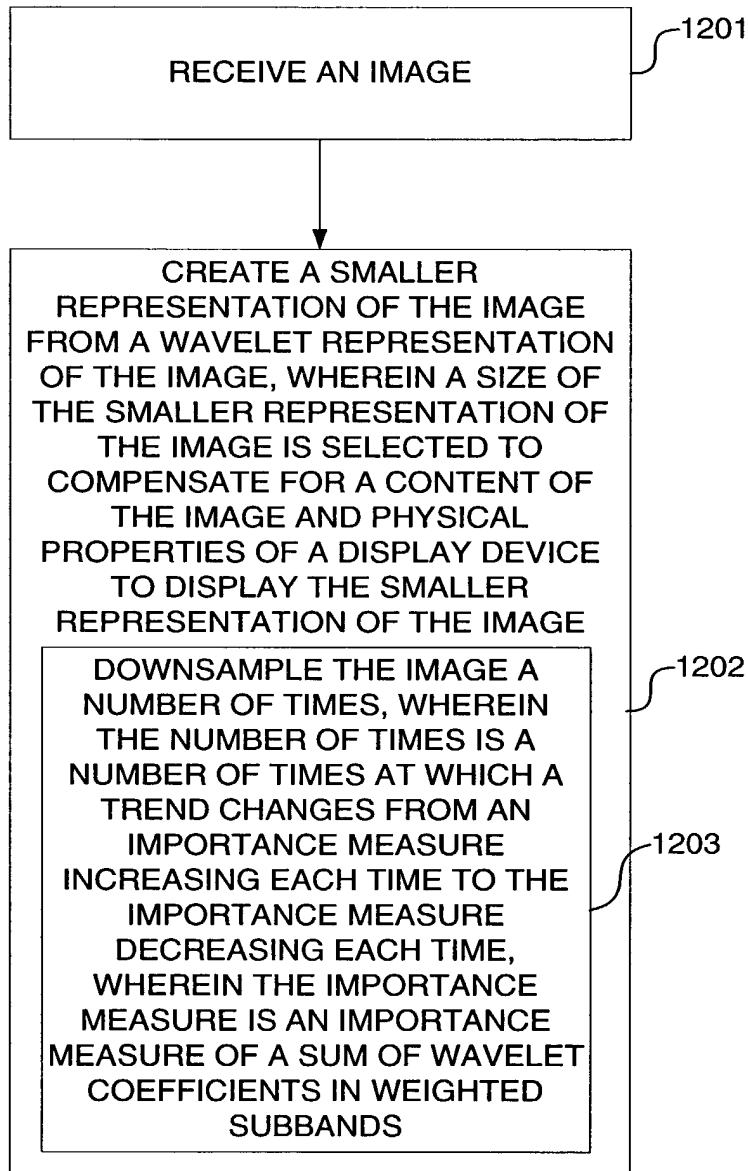 1201
RECEIVE AN IMAGE
CREATE A SMALLER
REPRESENTATION OF THE IMAGE
FROM A WAVELET REPRESENTATION
OF THE IMAGE, WHEREIN A SIZE OF
THE SMALLER REPRESENTATION OF
THE IMAGE IS SELECTED TO
COMPENSATE FOR A CONTENT OF
THE IMAGE AND PHYSICAL
PROPERTIES OF A DISPLAY DEVICE
TO DISPLAY THE SMALLER
REPRESENTATION OF THE IMAGE
1202
DOWNSAMPLE THE IMAGE A
NUMBER OF TIMES, WHEREIN
THE NUMBER OF TIMES IS A
NUMBER OF TIMES AT WHICH A
TREND CHANGES FROM AN
IMPORTANCE MEASURE
1203
INCREASING EACH TIME TO THE
IMPORTANCE MEASURE
DECREASING EACH TIME,
WHEREIN THE IMPORTANCE
MEASURE IS AN IMPORTANCE
MEASURE OF A SUM OF WAVELET
COEFFICIENTS IN WEIGHTED
SUBBANDS